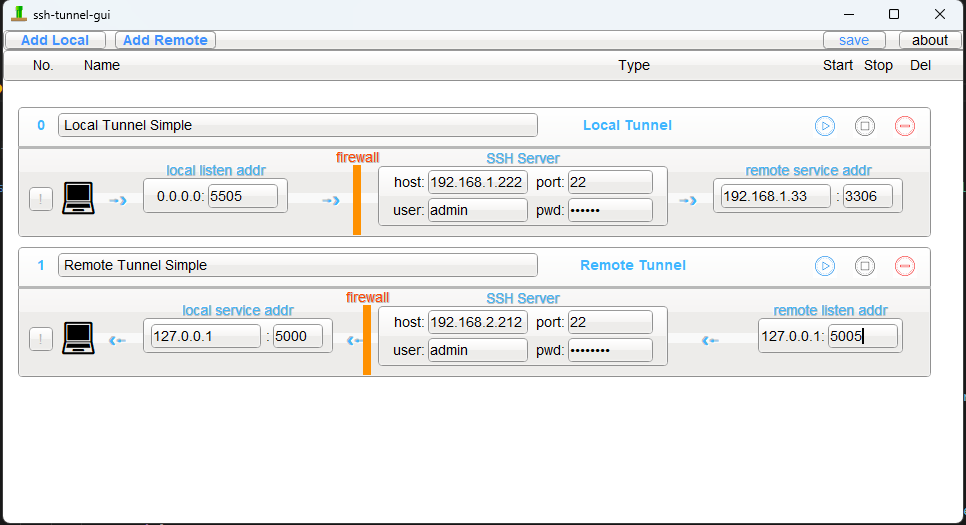 ssh-tunnel-gui
Add Local Add Remote save about
No. Name Type Start Stop Del
0 Local Tunnel Simple Local Tunnel
firewall SSH Server
local listen addr remote service addr
host: 192.168.1.222 port: 22
! 0.0.0.0: 5505 192.168.1.33 : 3306
user: admin pwd: ••••••
1 Remote Tunnel Simple Remote Tunnel
firewall SSH Server
local service addr remote listen addr
host: 192.168.2.212 port: 22
! 127.0.0.1 : 5000 127.0.0.1: 5005
user: admin pwd: ••••••••